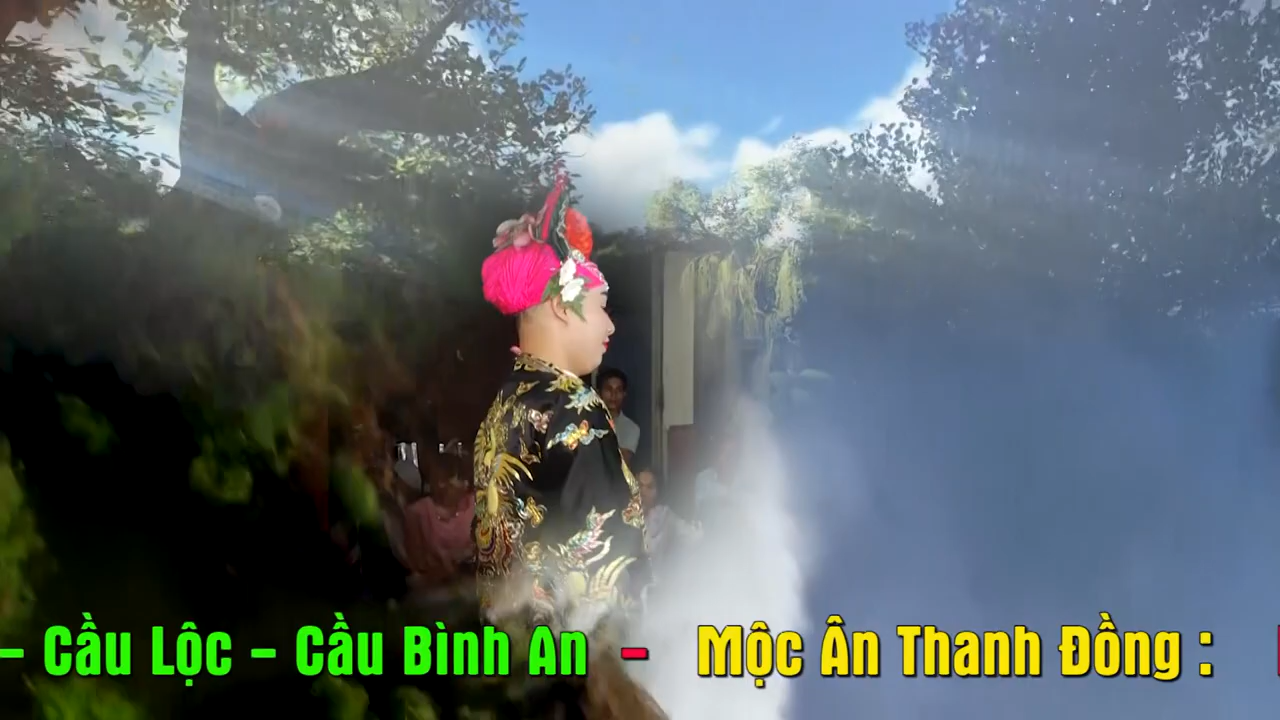 – Cầu Lộc – Cầu Bình An – Mộc Ân Thanh Đồng :